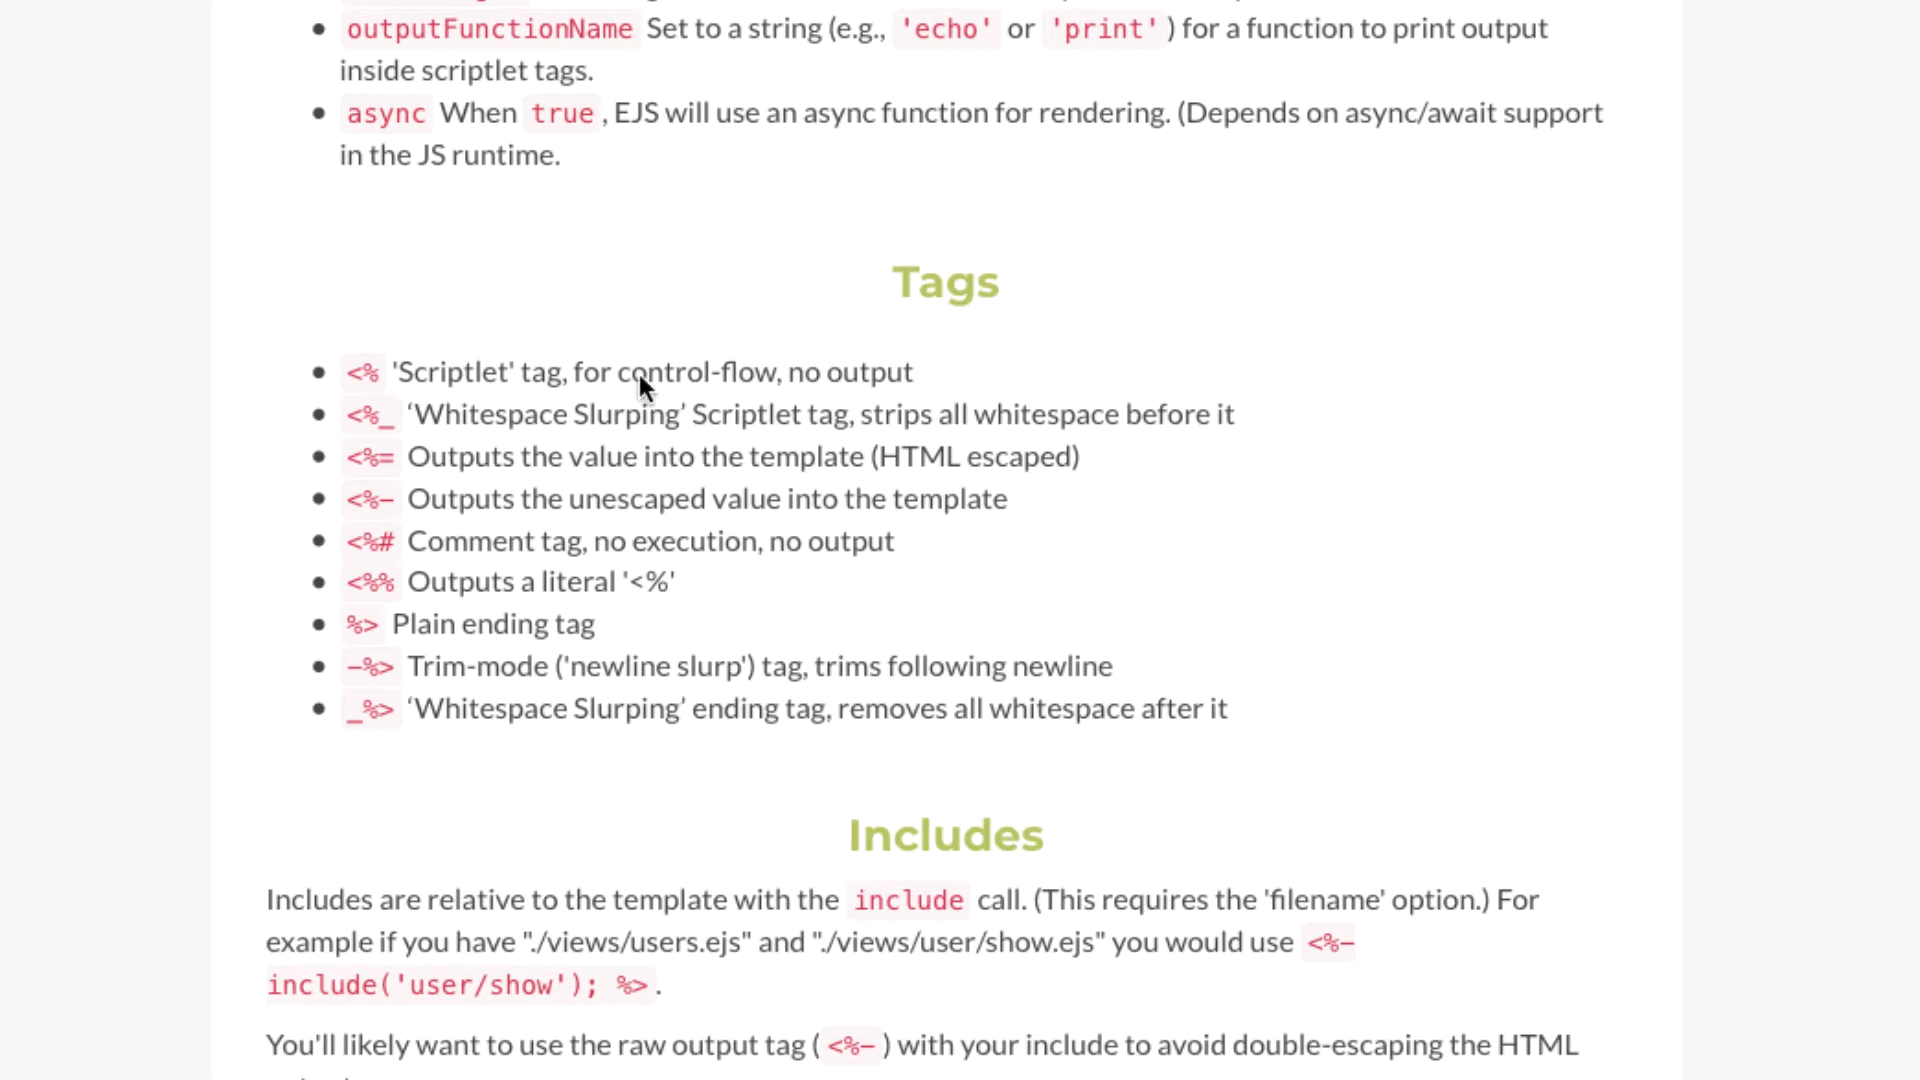 outputFunctionName Set to a string (e.g., 'echo' or 'print') for a function to print output
inside scriptlet tags.
async When true, EJS will use an async function for rendering. (Depends on async/await support
in the JS runtime.
Tags
<% 'Scriptlet' tag, for control-flow, no output
<%_ ‘Whitespace Slurping’ Scriptlet tag, strips all whitespace before it
<%= Outputs the value into the template (HTML escaped)
<%- Outputs the unescaped value into the template
<%# Comment tag, no execution, no output
<%% Outputs a literal '<%'
%> Plain ending tag
-%> Trim-mode ('newline slurp') tag, trims following newline
_%> ‘Whitespace Slurping’ ending tag, removes all whitespace after it
Includes
Includes are relative to the template with the include call. (This requires the 'filename' option.) For
example if you have "./views/users.ejs" and "./views/user/show.ejs" you would use <%-
include('user/show'); %>.
You'll likely want to use the raw output tag (<%-) with your include to avoid double-escaping the HTML